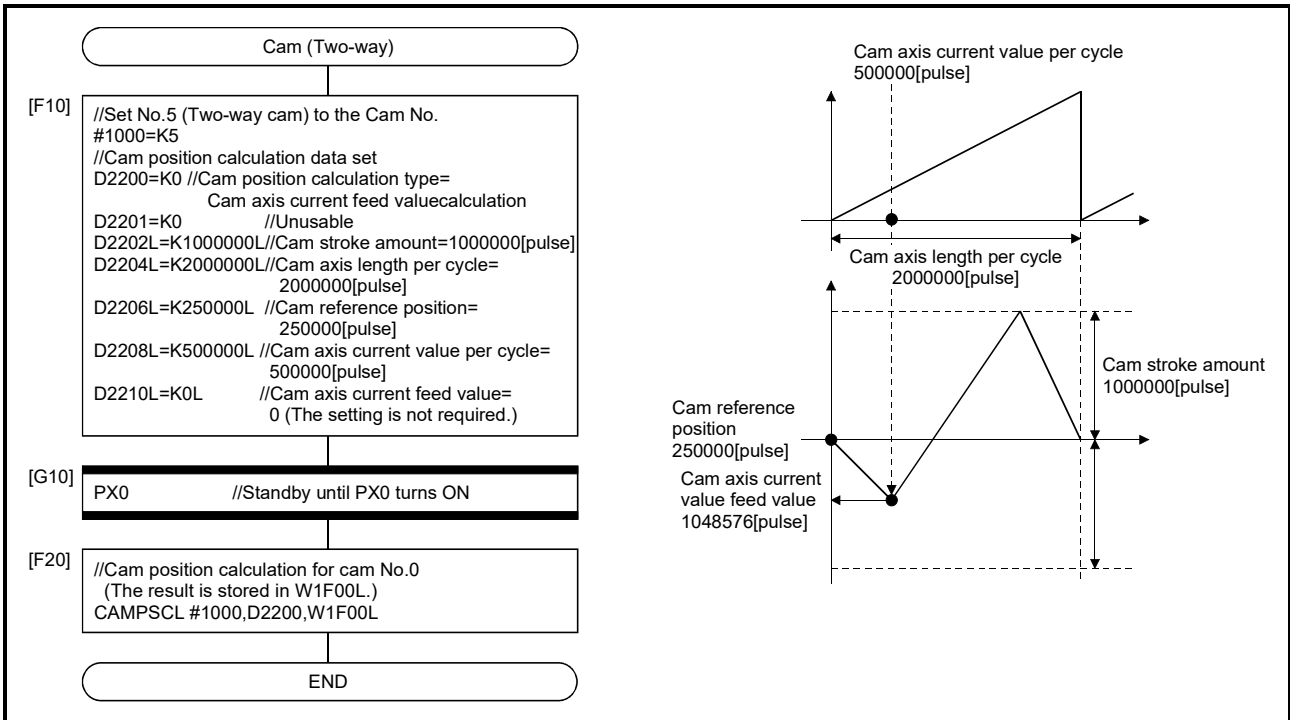 Cam (Two-way)
[F10]
//Set No.5 (Two-way cam) to the Cam No.
#1000=K5
//Cam position calculation data set
D2200=K0 //Cam position calculation type=
Cam axis current feed valuecalculation
D2201=K0 //Unusable
D2202L=K1000000L//Cam stroke amount=1000000[pulse]
D2204L=K2000000L//Cam axis length per cycle=
2000000[pulse]
D2206L=K250000L //Cam reference position=
250000[pulse]
D2208L=K500000L //Cam axis current value per cycle=
500000[pulse]
D2210L=K0L //Cam axis current feed value=
0 (The setting is not required.)
[G10]
PX0 //Standby until PX0 turns ON
[F20]
//Cam position calculation for cam No.0
(The result is stored in W1F00L.)
CAMPSCL #1000,D2200,W1F00L
END
Cam axis current value per cycle
500000[pulse]
Cam axis length per cycle
2000000[pulse]
Cam stroke amount
1000000[pulse]
Cam reference
position
250000[pulse]
Cam axis current
value feed value
1048576[pulse]